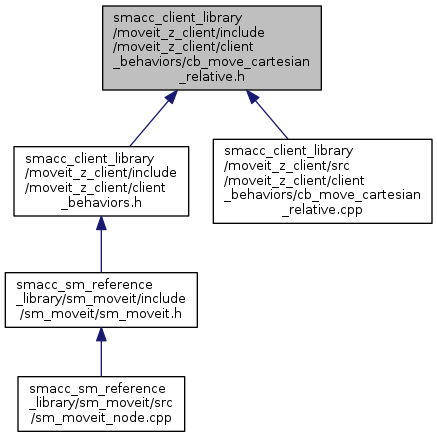 smacc_client_library
/moveit_z_client/include
/moveit_z_client/client
_behaviors/cb_move_cartesian
_relative.h
smacc_client_library
/moveit_z_client/include
/moveit_z_client/client
_behaviors.h
smacc_client_library
/moveit_z_client/src
/moveit_z_client/client
_behaviors/cb_move_cartesian
_relative.cpp
smacc_sm_reference
_library/sm_moveit/include
/sm_moveit/sm_moveit.h
smacc_sm_reference
_library/sm_moveit/src
/sm_moveit_node.cpp